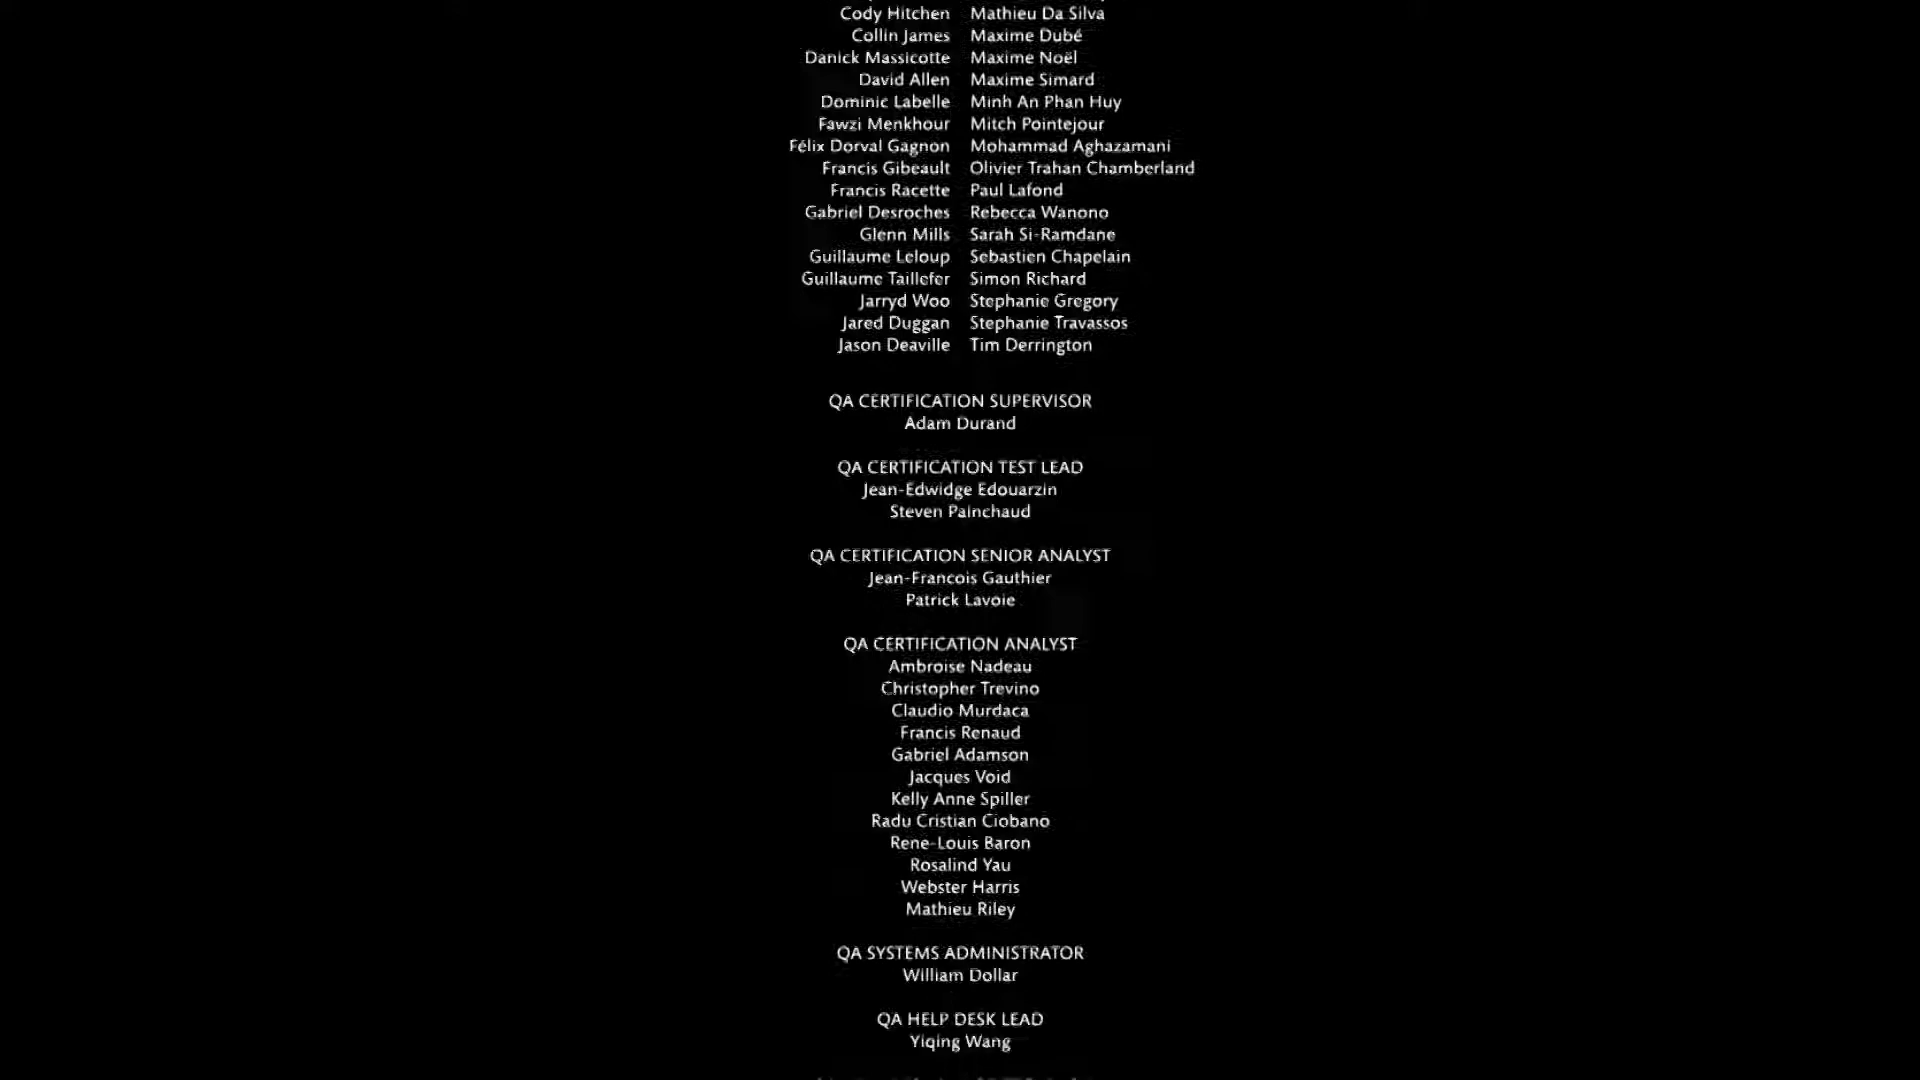 Cody Hitchen Mathieu Da Silva
Collin James Maxime Dubé
Danick Massicotte Maxime Noël
David Allen Maxime Simard
Dominic Labelle Minh An Phan Huy
Fawzi Menkhour Mitch Pointejour
Félix Dorval Gagnon Mohammad Aghazamani
Francis Gibeault Olivier Trahan Chamberland
Francis Racette Paul Lafond
Gabriel Desroches Rebecca Wanono
Glenn Mills Sarah Si-Ramdane
Guillaume Leloup Sebastien Chapelain
Guillaume Taillefer Simon Richard
Jarryd Woo Stephanie Gregory
Jared Duggan Stephanie Travassos
Jason Deaville Tim Derrington
QA CERTIFICATION SUPERVISOR
Adam Durand
QA CERTIFICATION TEST LEAD
Jean-Edwidge Edouarzin
Steven Painchaud
QA CERTIFICATION SENIOR ANALYST
Jean-Francois Gauthier
Patrick Lavoie
QA CERTIFICATION ANALYST
Ambroise Nadeau
Christopher Trevino
Claudio Murdaca
Francis Renaud
Gabriel Adamson
Jacques Void
Kelly Anne Spiller
Radu Cristian Ciobano
Rene-Louis Baron
Rosalind Yau
Webster Harris
Mathieu Riley
QA SYSTEMS ADMINISTRATOR
William Dollar
QA HELP DESK LEAD
Yiqing Wang